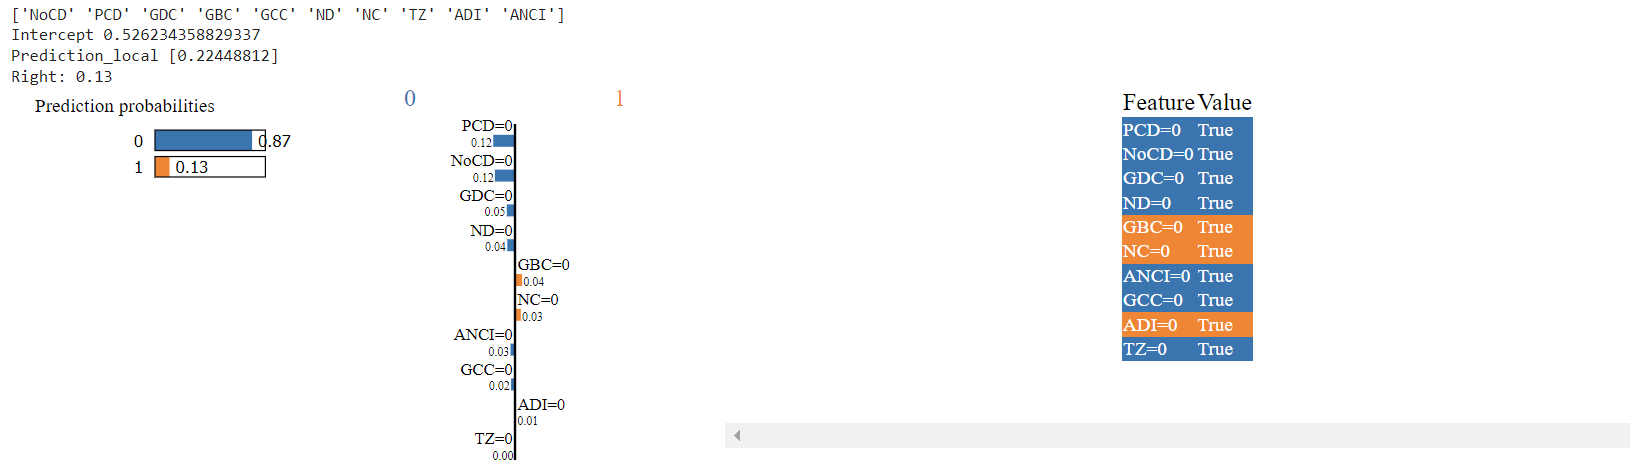 ['NoCD' 'PCD' 'GDC' 'GBC' 'GCC' 'ND' 'NC' 'TZ' 'ADI' 'ANCI']
Intercept 0.526234358829337
Prediction_local [0.22448812]
Right: 0.13
Prediction probabilities
0 0.87
1 0.13
0 1
PCD=0
0.12
NoCD=0
0.12
GDC=0
0.05
ND=0
0.04
GBC=0
0.04
NC=0
0.03
ANCI=0
0.03
GCC=0
0.02
ADI=0
0.01
TZ=0
0.00
Feature Value
PCD=0 True
NoCD=0 True
GDC=0 True
ND=0 True
GBC=0 True
NC=0 True
ANCI=0 True
GCC=0 True
ADI=0 True
TZ=0 True